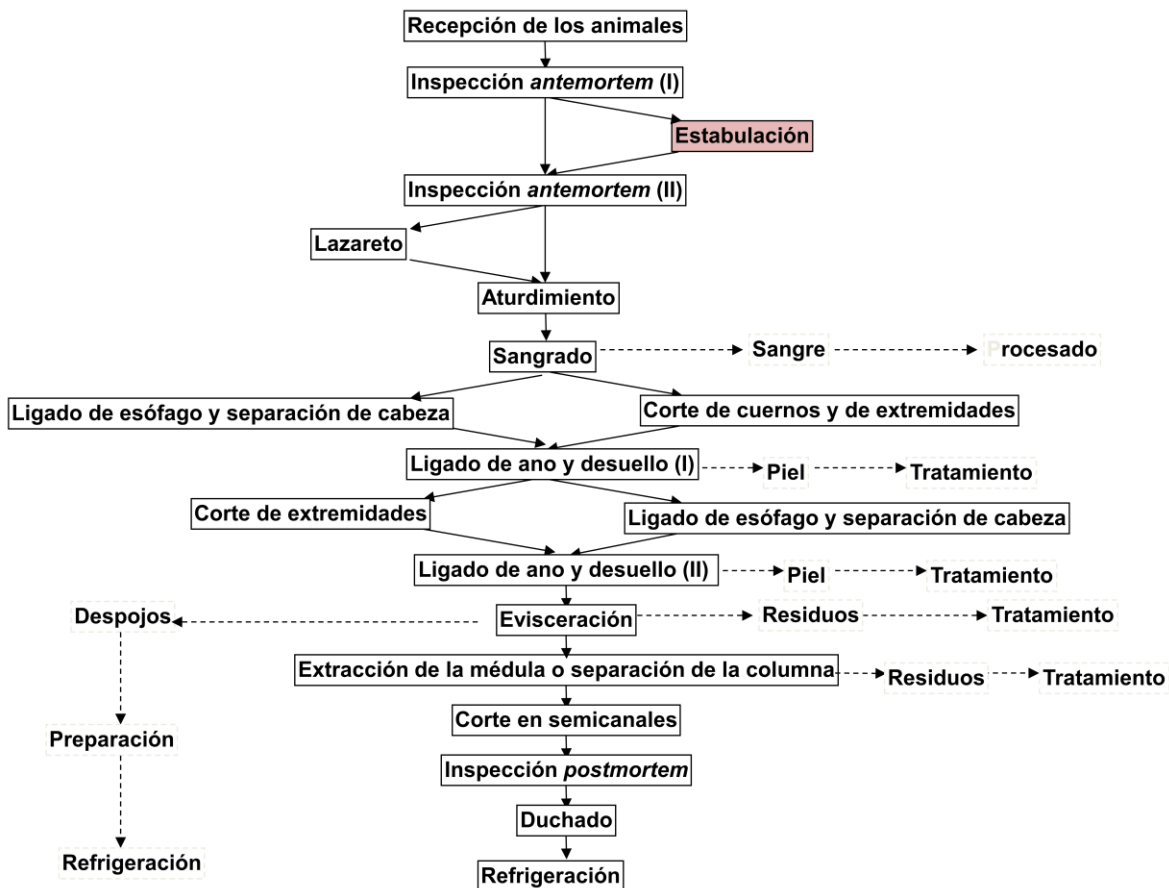 Recepción de los animales
Inspección antemortem (I)
Estabulación
Inspección antemortem (II)
Lazareto
Aturdimiento
Sangrado
Sangre
Procesado
Ligado de esófago y separación de cabeza
Corte de cuernos y de extremidades
Ligado de ano y desuello (I)
Piel
Tratamiento
Corte de extremidades
Ligado de esófago y separación de cabeza
Ligado de ano y desuello (II)
Piel
Tratamiento
Despojos
Evisceración
Residuos
Tratamiento
Extracción de la médula o separación de la columna
Residuos
Tratamiento
Corte en semicanales
Preparación
Inspección postmortem
Duchado
Refrigeración
Refrigeración